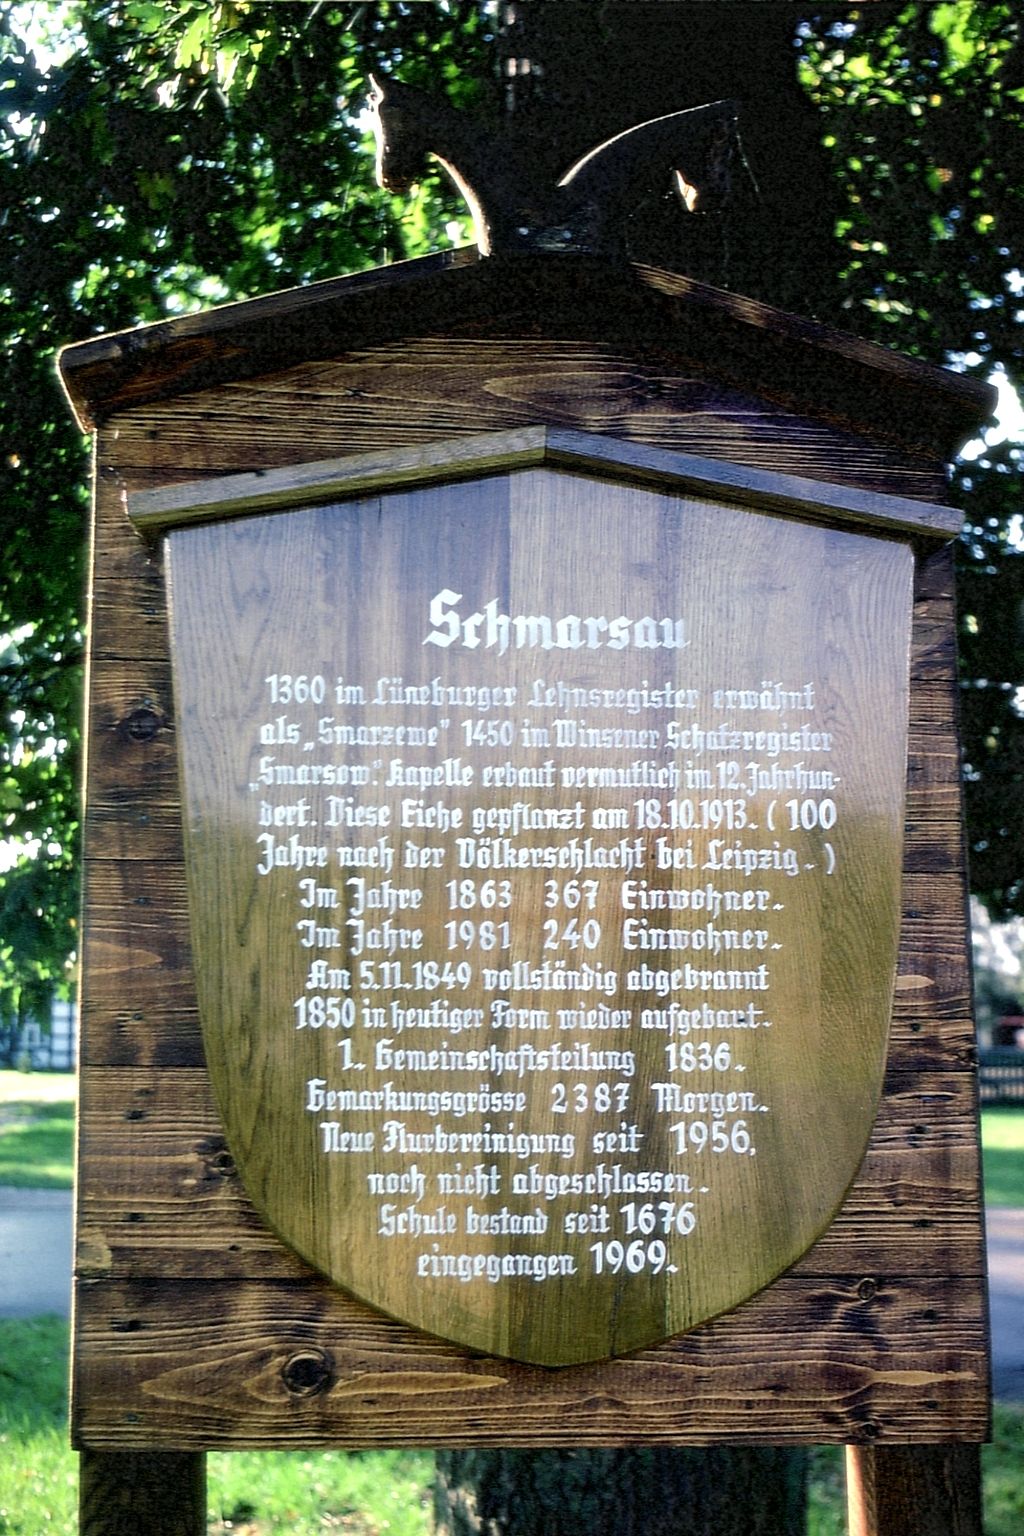 Schmarsau
1360 im Lüneburger Lehnsregister erwähnt
als „Smarzewe" 1450 im Winsener Schatzregister
„Smarsow." Kapelle erbaut vermutlich im 12. Jahrhun-
dert. Diese Eiche gepflanzt am 18.10.1913. ( 100
Jahre nach der Völkerschlacht bei Leipzig. )
Im Jahre 1863 367 Einwohner.
Im Jahre 1981 240 Einwohner.
Am 5.11.1849 vollständig abgebrannt
1850 in heutiger Form wieder aufgebaut.
1. Gemeinschaftsteilung 1836.
Gemarkungsgrösse 2387 Morgen.
Neue Flurbereinigung seit 1956,
noch nicht abgeschlassen.
Schule bestand seit 1676
eingegangen 1969.